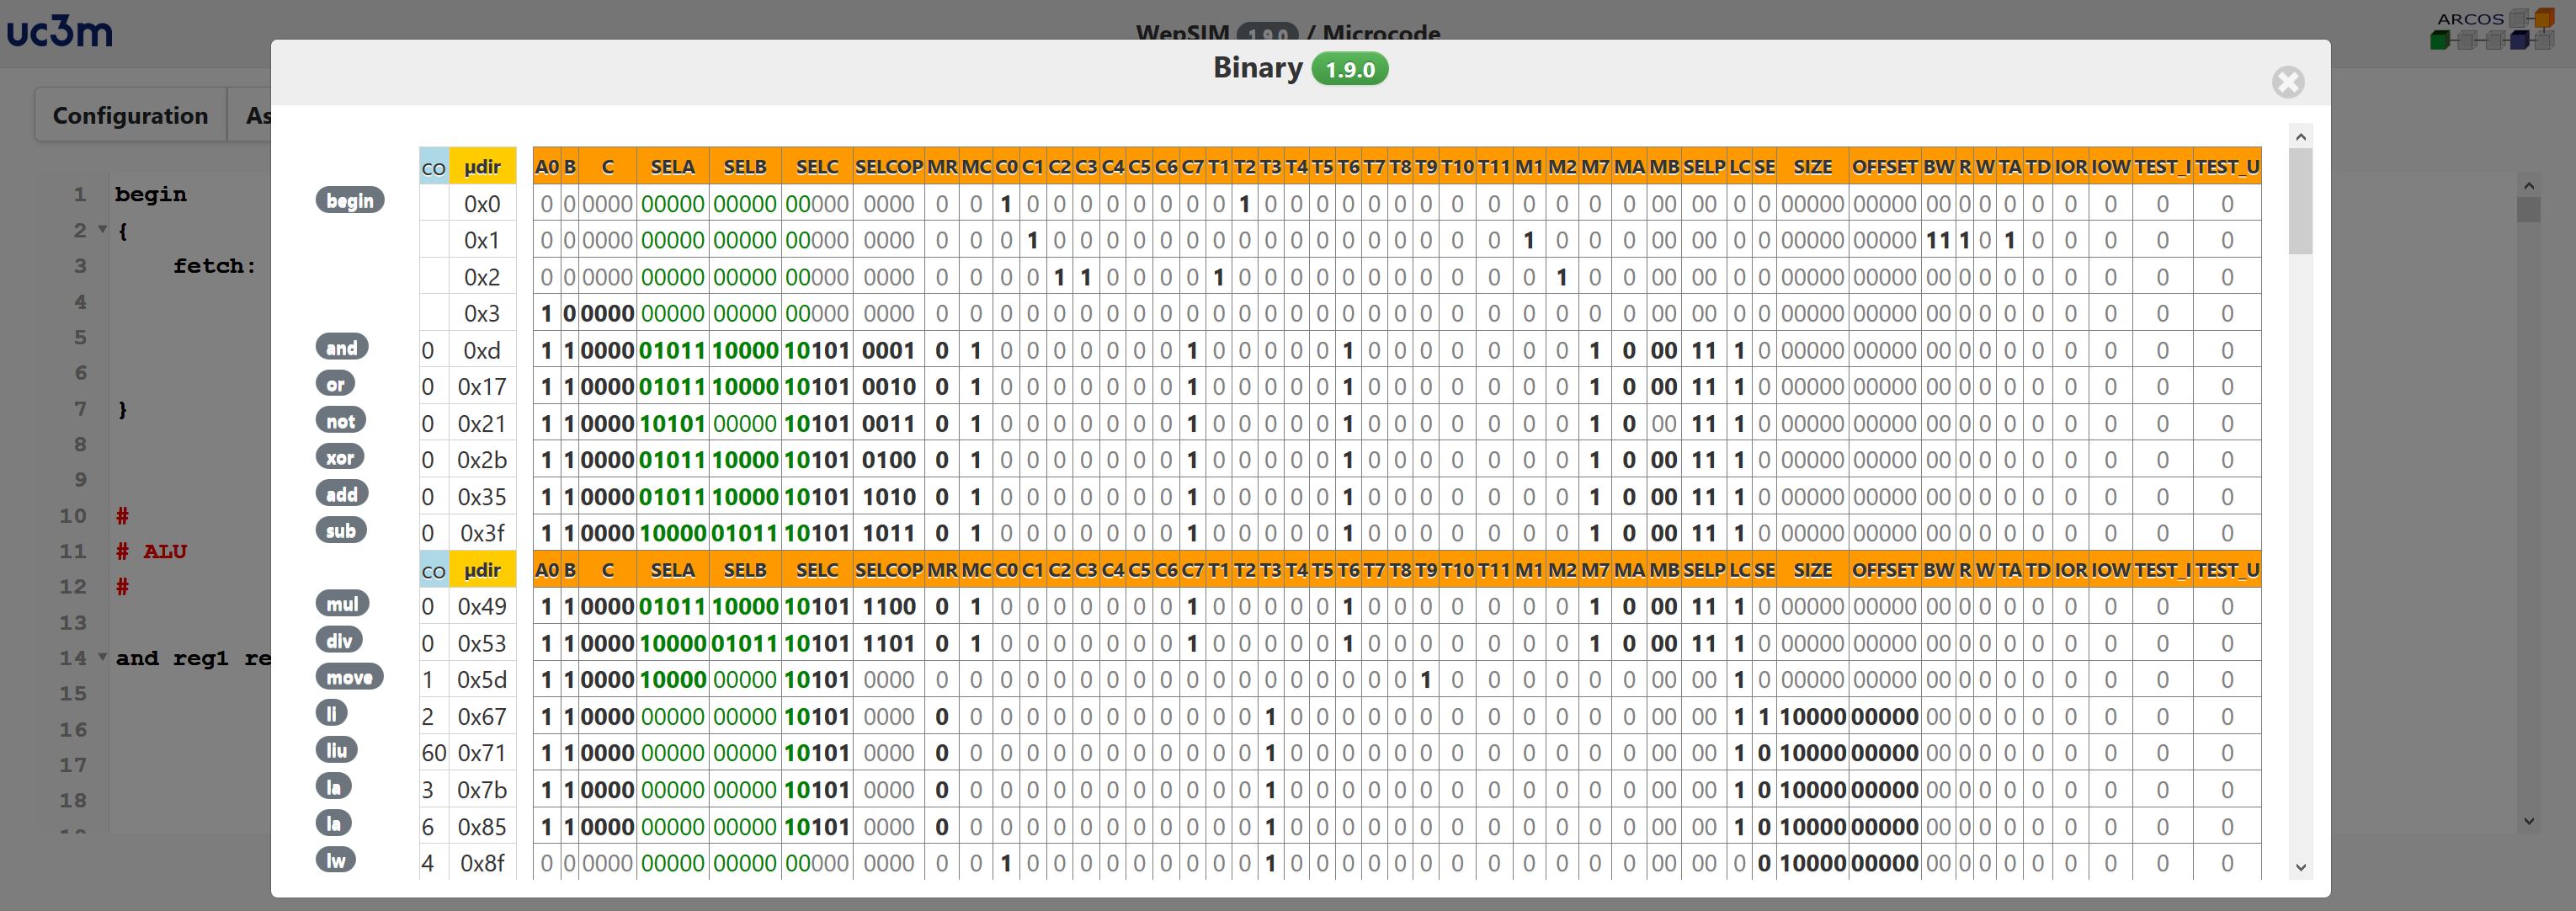 uc3m
WepSIM 1.9.0 / Microcode
ARCOS
Binary 1.9.0
Configuration As
CO µdir A0 B C SELA SELB SELC SELCOP MR MC C0 C1 C2 C3 C4 C5 C6 C7 T1 T2 T3 T4 T5 T6 T7 T8 T9 T10 T11 M1 M2 M7 MA MB SELP LC SE SIZE OFFSET BW R W TA TD IOR IOW TEST_I TEST_U
begin 0x0 0 0 0000 00000 00000 00000 0000 0 0 1 0 0 0 0 0 0 0 0 1 0 0 0 0 0 0 0 0 0 0 0 0 0 00 00 0 0 00000 00000 00 0 0 0 0 0 0 0 0
0x1 0 0 0000 00000 00000 00000 0000 0 0 0 1 0 0 0 0 0 0 0 0 0 0 0 0 0 0 0 0 0 1 0 0 0 00 00 0 0 00000 00000 11 1 0 1 0 0 0 0 0
0x2 0 0 0000 00000 00000 00000 0000 0 0 0 0 1 1 0 0 0 0 1 0 0 0 0 0 0 0 0 0 0 0 1 0 0 00 00 0 0 00000 00000 00 0 0 0 0 0 0 0 0
0x3 1 0 0000 00000 00000 00000 0000 0 0 0 0 0 0 0 0 0 0 0 0 0 0 0 0 0 0 0 0 0 0 0 0 0 00 00 0 0 00000 00000 00 0 0 0 0 0 0 0 0
and 0 0xd 1 1 0000 01011 10000 10101 0001 0 1 0 0 0 0 0 0 0 1 0 0 0 0 0 1 0 0 0 0 0 0 0 1 0 00 11 1 0 00000 00000 00 0 0 0 0 0 0 0 0
or 0 0x17 1 1 0000 01011 10000 10101 0010 0 1 0 0 0 0 0 0 0 1 0 0 0 0 0 1 0 0 0 0 0 0 0 1 0 00 11 1 0 00000 00000 00 0 0 0 0 0 0 0 0
not 0 0x21 1 1 0000 10101 00000 10101 0011 0 1 0 0 0 0 0 0 0 1 0 0 0 0 0 1 0 0 0 0 0 0 0 1 0 00 11 1 0 00000 00000 00 0 0 0 0 0 0 0 0
xor 0 0x2b 1 1 0000 01011 10000 10101 0100 0 1 0 0 0 0 0 0 0 1 0 0 0 0 0 1 0 0 0 0 0 0 0 1 0 00 11 1 0 00000 00000 00 0 0 0 0 0 0 0 0
add 0 0x35 1 1 0000 01011 10000 10101 1010 0 1 0 0 0 0 0 0 0 1 0 0 0 0 0 1 0 0 0 0 0 0 0 1 0 00 11 1 0 00000 00000 00 0 0 0 0 0 0 0 0
sub 0 0x3f 1 1 0000 10000 01011 10101 1011 0 1 0 0 0 0 0 0 0 1 0 0 0 0 0 1 0 0 0 0 0 0 0 1 0 00 11 1 0 00000 00000 00 0 0 0 0 0 0 0 0
CO µdir A0 B C SELA SELB SELC SELCOP MR MC C0 C1 C2 C3 C4 C5 C6 C7 T1 T2 T3 T4 T5 T6 T7 T8 T9 T10 T11 M1 M2 M7 MA MB SELP LC SE SIZE OFFSET BW R W TA TD IOR IOW TEST_I TEST_U
mul 0 0x49 1 1 0000 01011 10000 10101 1100 0 1 0 0 0 0 0 0 0 1 0 0 0 0 0 1 0 0 0 0 0 0 0 1 0 00 11 1 0 00000 00000 00 0 0 0 0 0 0 0 0
div 0 0x53 1 1 0000 10000 01011 10101 1101 0 1 0 0 0 0 0 0 0 1 0 0 0 0 0 1 0 0 0 0 0 0 0 1 0 00 11 1 0 00000 00000 00 0 0 0 0 0 0 0 0
move 1 0x5d 1 1 0000 10000 00000 10101 0000 0 0 0 0 0 0 0 0 0 0 0 0 0 0 0 0 0 0 1 0 0 0 0 0 0 00 00 1 0 00000 00000 00 0 0 0 0 0 0 0 0
li 2 0x67 1 1 0000 00000 00000 10101 0000 0 0 0 0 0 0 0 0 0 0 0 0 1 0 0 0 0 0 0 0 0 0 0 0 0 00 00 1 1 10000 00000 00 0 0 0 0 0 0 0 0
liu 60 0x71 1 1 0000 00000 00000 10101 0000 0 0 0 0 0 0 0 0 0 0 0 0 1 0 0 0 0 0 0 0 0 0 0 0 0 00 00 1 0 10000 00000 00 0 0 0 0 0 0 0 0
la 3 0x7b 1 1 0000 00000 00000 10101 0000 0 0 0 0 0 0 0 0 0 0 0 0 1 0 0 0 0 0 0 0 0 0 0 0 0 00 00 1 0 10000 00000 00 0 0 0 0 0 0 0 0
la 6 0x85 1 1 0000 00000 00000 10101 0000 0 0 0 0 0 0 0 0 0 0 0 0 1 0 0 0 0 0 0 0 0 0 0 0 0 00 00 1 0 10000 00000 00 0 0 0 0 0 0 0 0
lw 4 0x8f 0 0 0000 00000 00000 00000 0000 0 0 1 0 0 0 0 0 0 0 0 0 1 0 0 0 0 0 0 0 0 0 0 0 0 00 00 0 0 10000 00000 00 0 0 0 0 0 0 0 0
1 begin
2 {
3 fetch:
4
5
6
7 }
8
9
10 #
11 # ALU
12 #
13
14 and reg1 re
15
16
17
18